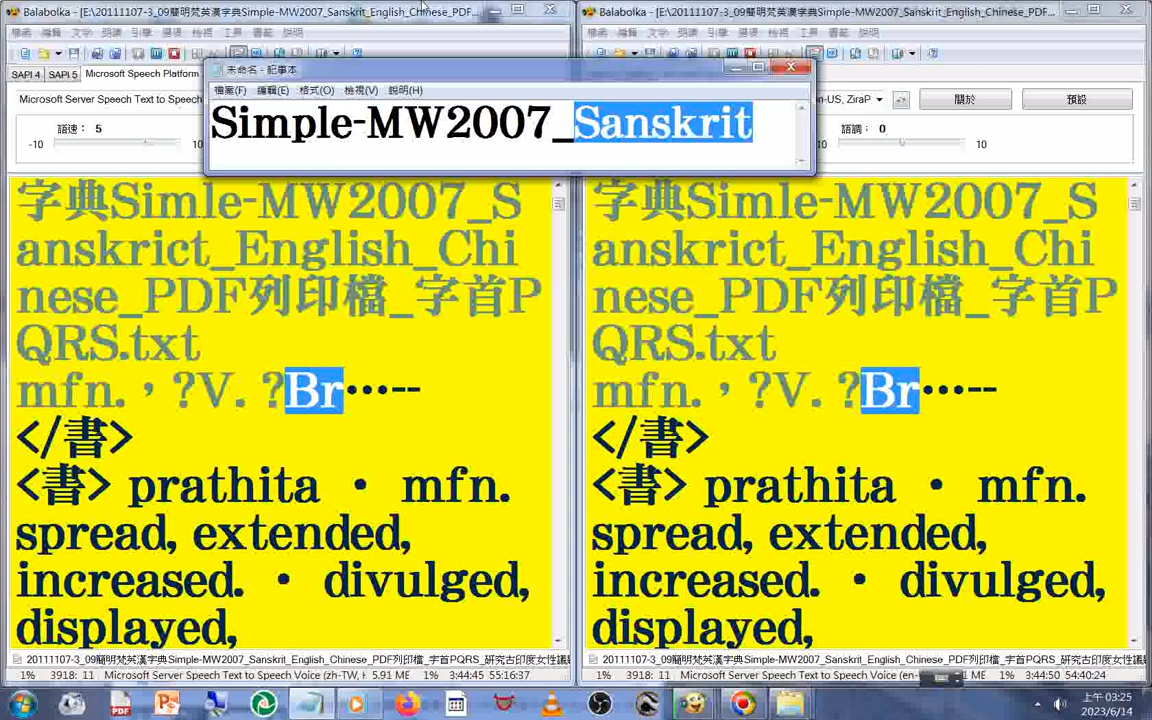 Balabolka - [E:\20111107-3_09簡明梵英漢字典Simple-MW2007_Sanskrit_English_Chinese_PDF...
Balabolka - [E:\20111107-3_09簡明梵英漢字典Simple-MW2007_Sanskrit_English_Chinese_PDF...
SAPI 4 SAPI 5 Microsoft Speech Platform
未命名 - 記事本
檔案(F) 編輯(E) 格式(O) 檢視(V) 說明(H)
Simple-MW2007_Sanskrit
Microsoft Server Speech Text to Speech
en-US, ZiraP 關於 預設
語速： 5
-10 10
語調： 0
10
字典Simle-MW2007_S
anskrict_English_Chi
nese_PDF列印檔_字首P
QRS.txt
mfn.，?V. ?Br…--
</書>
<書> prathita • mfn.
spread, extended,
increased. • divulged,
displayed,
字典Simle-MW2007_S
anskrict_English_Chi
nese_PDF列印檔_字首P
QRS.txt
mfn.，?V. ?Br…--
</書>
<書> prathita • mfn.
spread, extended,
increased. • divulged,
displayed,
20111107-3_09簡明梵英漢字典Simple-MW2007_Sanskrit_English_Chinese_PDF列印檔_字首PQRS_研究古印度女性議
20111107-3_09簡明梵英漢字典Simple-MW2007_Sanskrit_English_Chinese_PDF列印檔_字首PQRS_研究古印度女性議
1% 3918: 11 Microsoft Server Speech Text to Speech Voice (zh-TW, H 5.91 ME 1% 3:44:45 55:16:37
1% 3918: 11 Microsoft Server Speech Text to Speech Voice (en- ME 1% 3:44:50 54:40:24
上午 03:25
2023/6/14